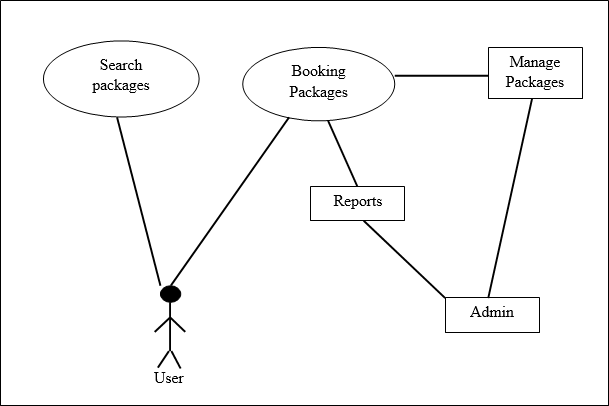 Search
packages
Booking
Packages
Manage
Packages
Reports
Admin
User